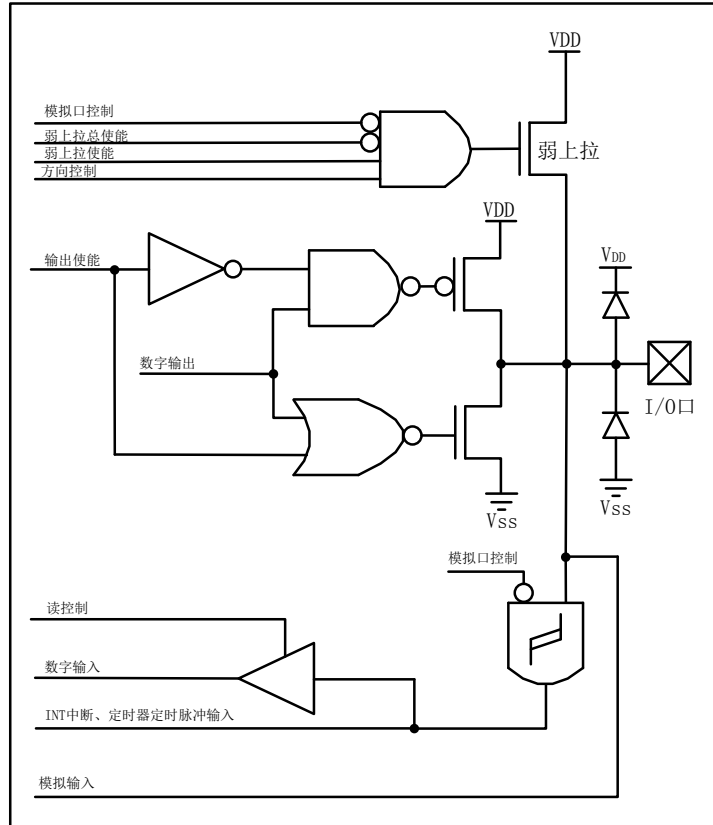 VDD
模拟口控制
弱上拉总使能
弱上拉使能
方向控制
弱上拉
VDD
输出使能
VDD
数字输出
I/O口
VSS
VSS
模拟口控制
读控制
数字输入
INT中断、定时器定时脉冲输入
模拟输入